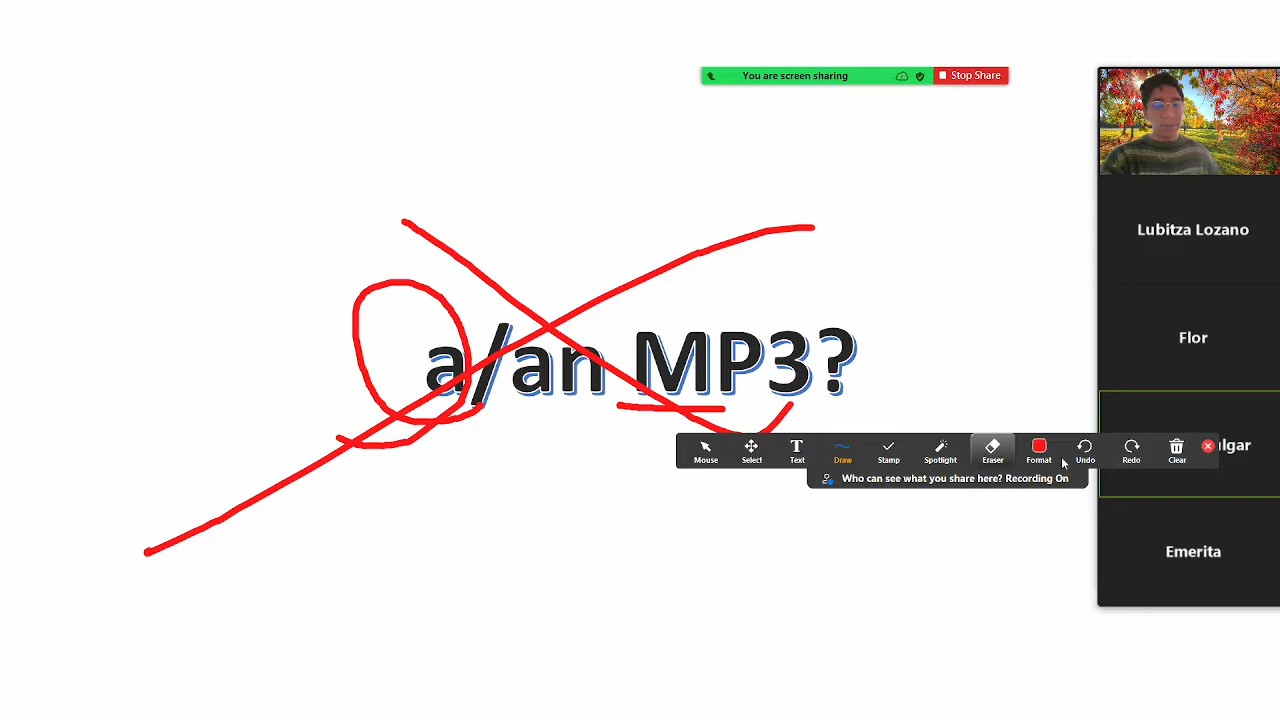 You are screen sharing
Stop Share
Lubitza Lozano
a/an MP3?
Flor
lgar
Mouse
Select
Text
Draw
Stamp
Spotlight
Eraser
Format
Undo
Redo
Clear
Who can see what you share here? Recording On
Emerita